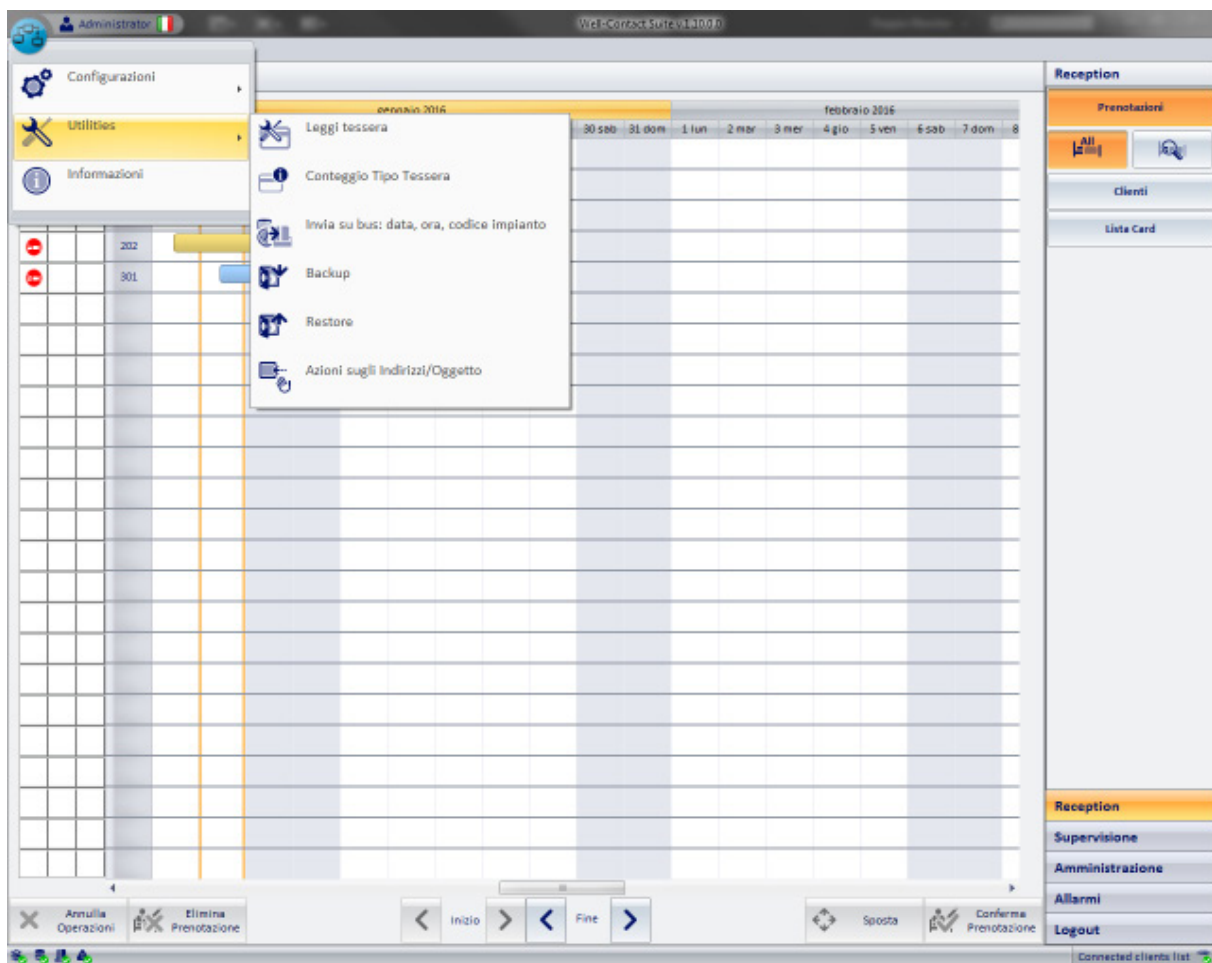 Administrator
Well-Contact Suite v.1.10.0.0
Configurazioni
Utilities
Informazioni
Leggi tessera
Conteggio Tipo Tessera
Invia su bus: data, ora, codice impianto
Backup
Restore
Azioni sugli Indirizzi/Oggetto
gennaio 2016
febbraio 2016
30 sab 31 dom 1 lun 2 mar 3 mer 4 gio 5 ven 6 sab 7 dom 8
202
301
Reception
Prenotazioni
All
Clienti
Lista Card
Reception
Supervisione
Amministrazione
Allarmi
Logout
Annulla Operazioni
Elimina Prenotazione
Inizio
Fine
Sposta
Conferma Prenotazione
Connected clients list